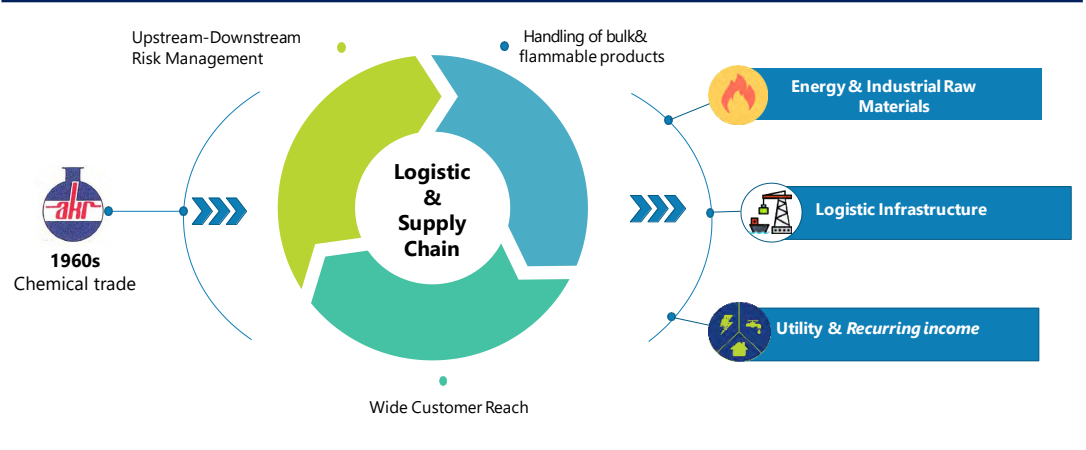 Upstream-Downstream
Risk Management
Handling of bulk&
flammable products
Energy & Industrial Raw
Materials
Logistic
&
Supply
Chain
akr
Logistic Infrastructure
1960s
Chemical trade
Utility & Recurring income
Wide Customer Reach